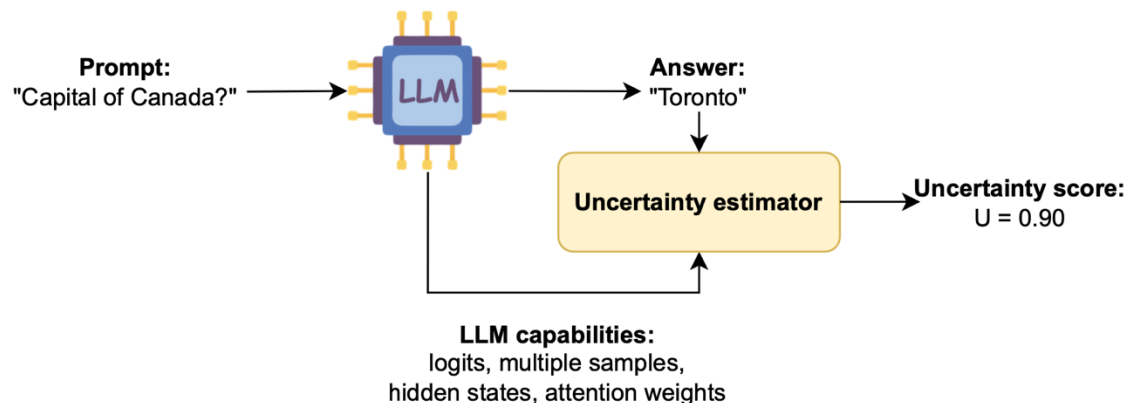 Prompt:
"Capital of Canada?"
LLM
Answer:
"Toronto"
Uncertainty estimator
Uncertainty score:
U = 0.90
LLM capabilities:
logits, multiple samples,
hidden states, attention weights